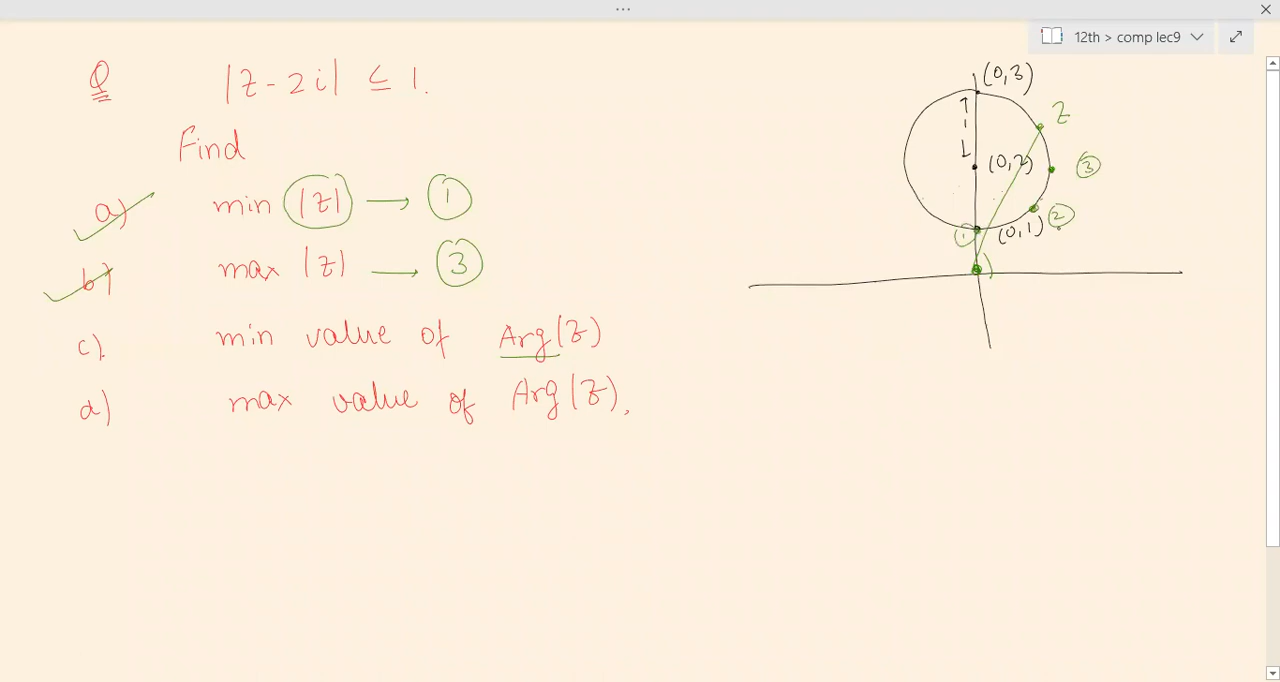 12th > comp lec9
Q |Z - 2i| ≤ 1.
Find
a) min |Z| → 1
b) max |Z| → 3
c). min value of Arg(Z)
d) max value of Arg(Z).
(0,3)
Z
1
(0,2)
3
2
1
(0,1)